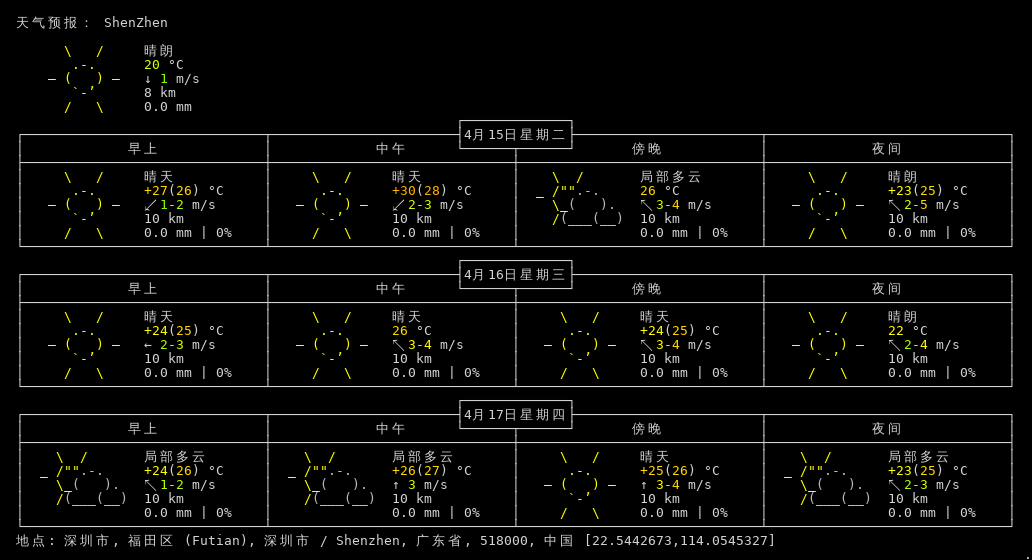 天气预报： ShenZhen
晴朗
20 °C
↓ 1 m/s
8 km
0.0 mm
4月15日星期二
早上 中午 傍晚 夜间
晴天 晴天 局部多云 晴朗
+27(26) °C +30(28) °C 26 °C +23(25) °C
↙ 1-2 m/s ↙ 2-3 m/s ↖ 3-4 m/s ↖ 2-5 m/s
10 km 10 km 10 km 10 km
0.0 mm | 0% 0.0 mm | 0% 0.0 mm | 0% 0.0 mm | 0%
4月16日星期三
早上 中午 傍晚 夜间
晴天 晴天 晴天 晴朗
+24(25) °C 26 °C +24(25) °C 22 °C
← 2-3 m/s ↖ 3-4 m/s ↖ 3-4 m/s ↖ 2-4 m/s
10 km 10 km 10 km 10 km
0.0 mm | 0% 0.0 mm | 0% 0.0 mm | 0% 0.0 mm | 0%
4月17日星期四
早上 中午 傍晚 夜间
局部多云 局部多云 晴天 局部多云
+24(26) °C +26(27) °C +25(26) °C +23(25) °C
↖ 1-2 m/s ↑ 3 m/s ↑ 3-4 m/s ↖ 2-3 m/s
10 km 10 km 10 km 10 km
0.0 mm | 0% 0.0 mm | 0% 0.0 mm | 0% 0.0 mm | 0%
地点: 深圳市, 福田区 (Futian), 深圳市 / Shenzhen, 广东省, 518000, 中国 [22.5442673,114.0545327]